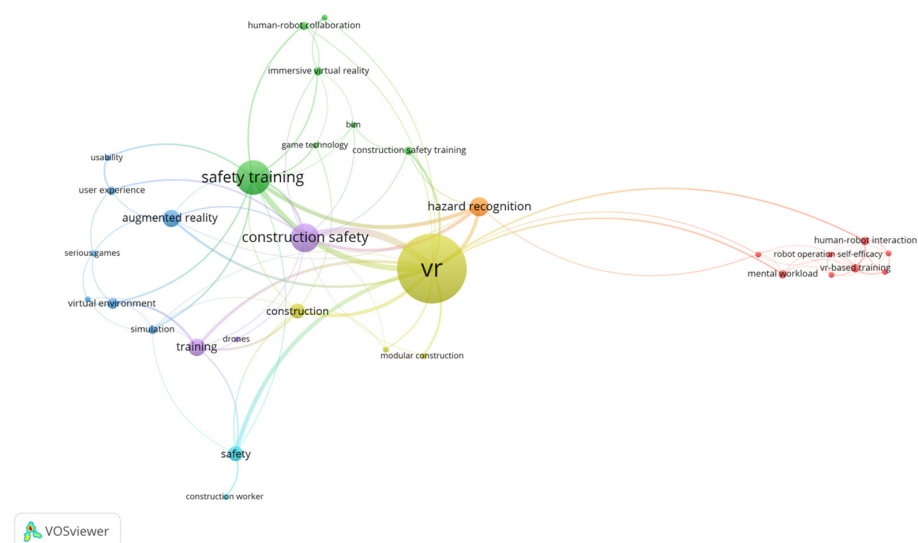 human-robot collaboration
immersive virtual reality
bim
game technology
construction safety training
usability
safety training
user experience
hazard recognition
augmented reality
construction safety
human-robot interaction
serious games
robot operation self-efficacy
vr
vr-based training
mental workload
virtual environment
construction
simulation
drones
training
modular construction
safety
construction worker
VOSviewer